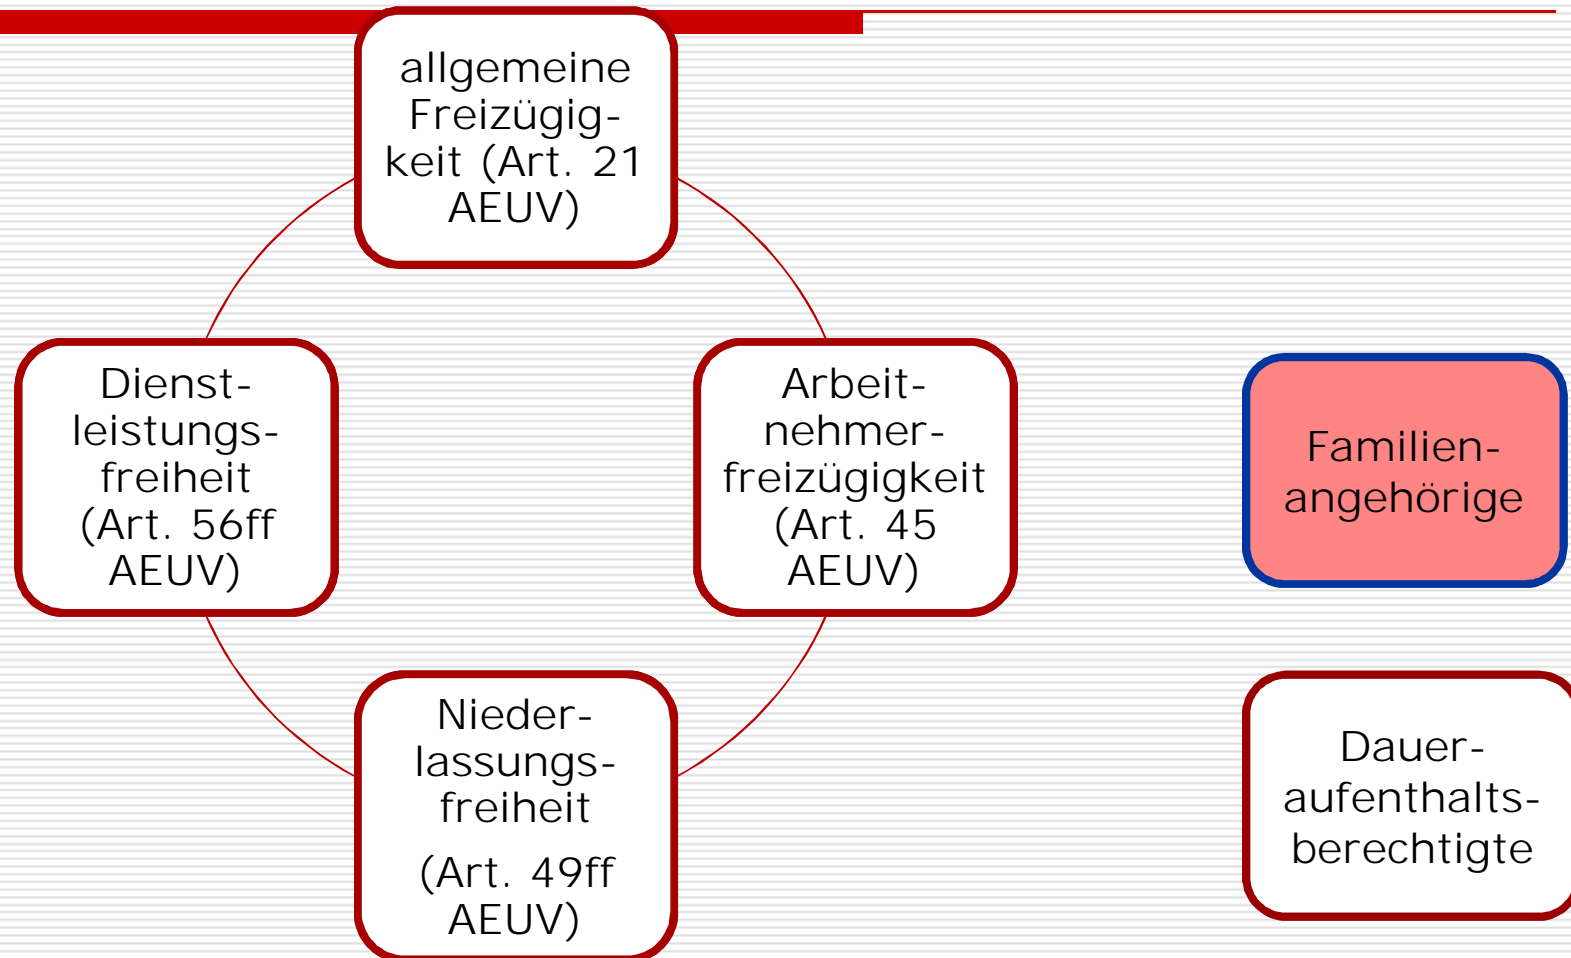 allgemeine
Freizügig-
keit (Art. 21
AEUV)
Dienst-
leistungs-
freiheit
(Art. 56ff
AEUV)
Arbeit-
nehmer-
freizügigkeit
(Art. 45
AEUV)
Familien-
angehörige
Nieder-
lassungs-
freiheit
(Art. 49ff
AEUV)
Dauer-
aufenthalts-
berechtigte